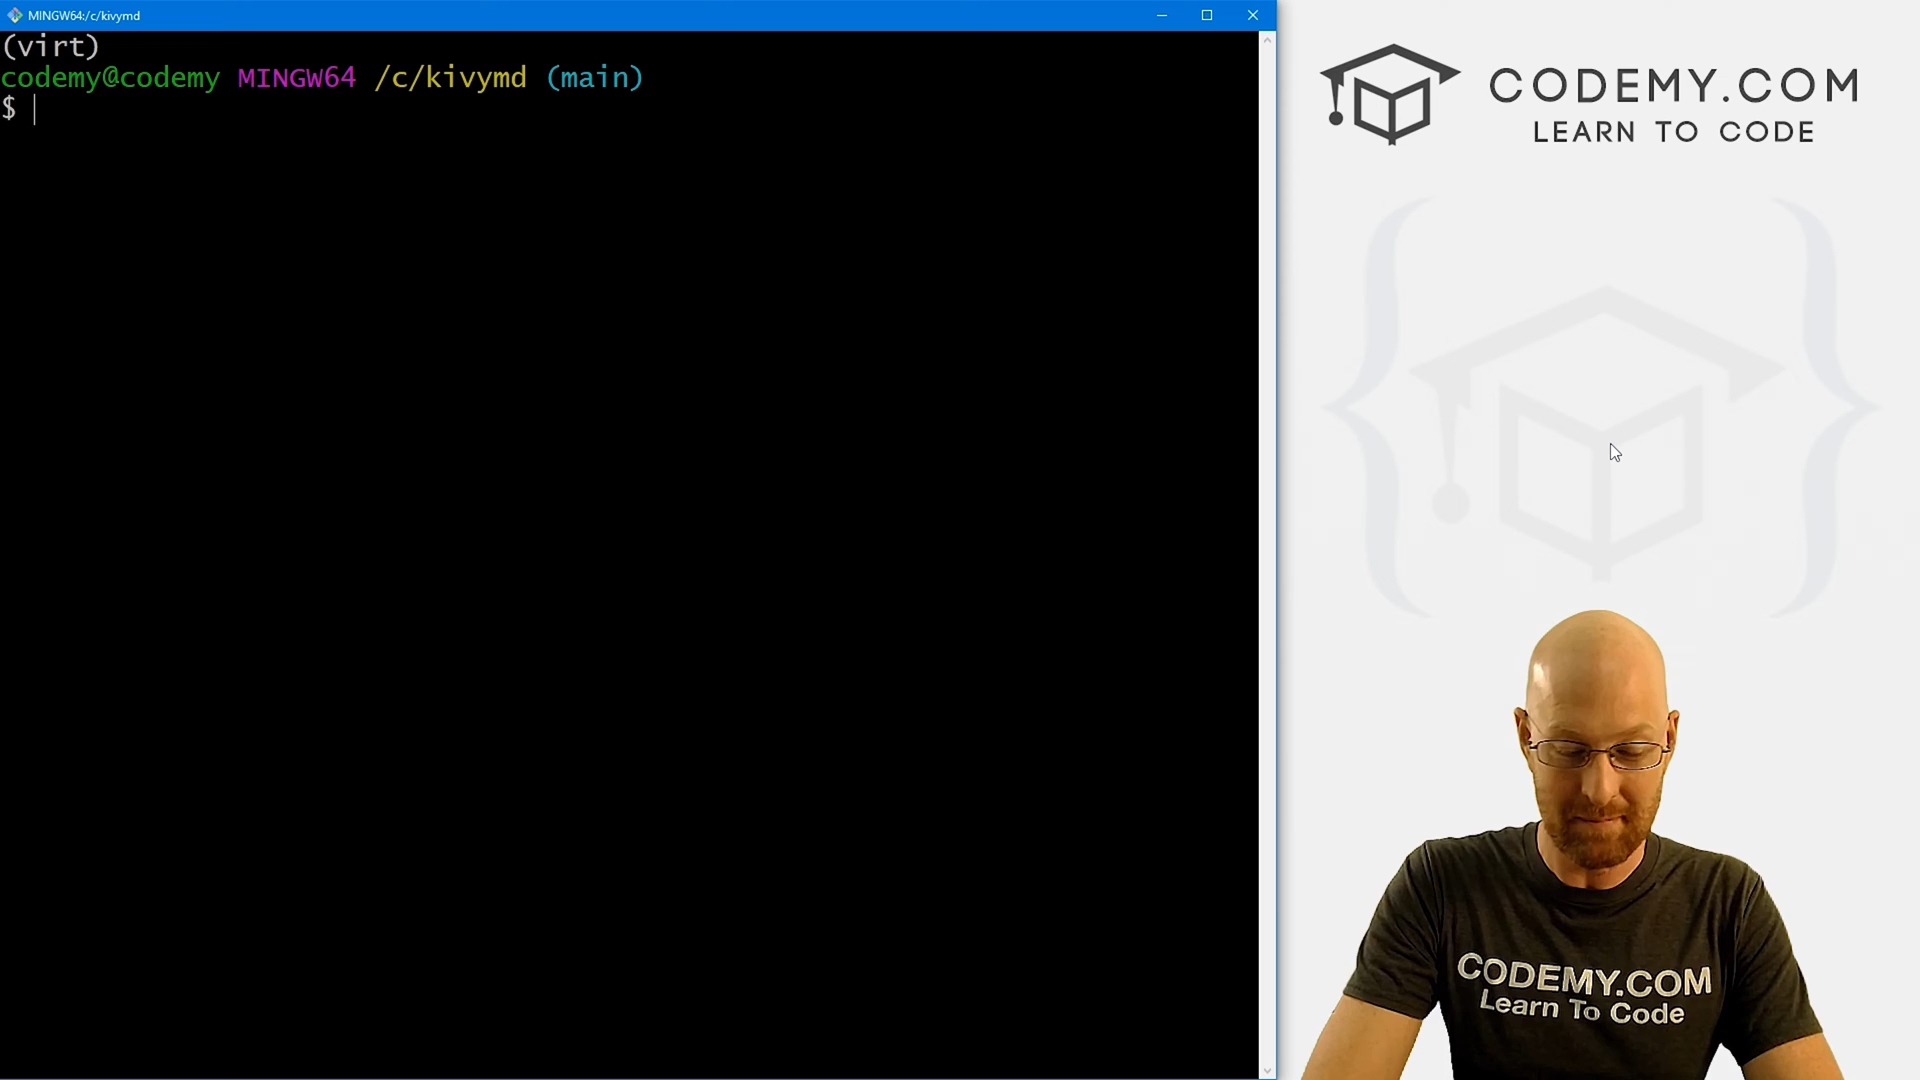 MINGW64:/c/kivymd
(virt)
codemy@codemy MINGW64 /c/kivymd (main)
$
CODEMY.COM
LEARN TO CODE
CODEMY.COM
Learn To Code